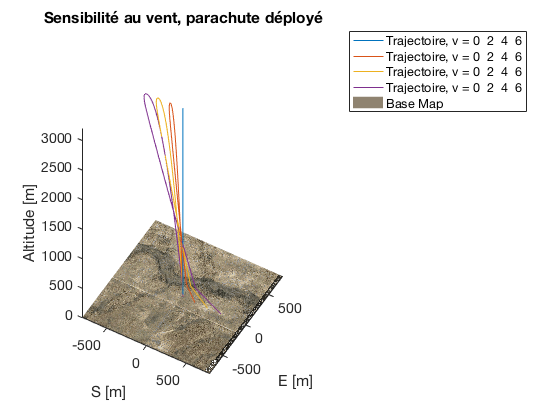 Sensibilité au vent, parachute déployé
Trajectoire, v = 0 2 4 6
Trajectoire, v = 0 2 4 6
Trajectoire, v = 0 2 4 6
Trajectoire, v = 0 2 4 6
Base Map
Altitude [m]
3000
2500
2000
1500
1000
500
0
-500
0
500
S [m]
500
0
-500
E [m]